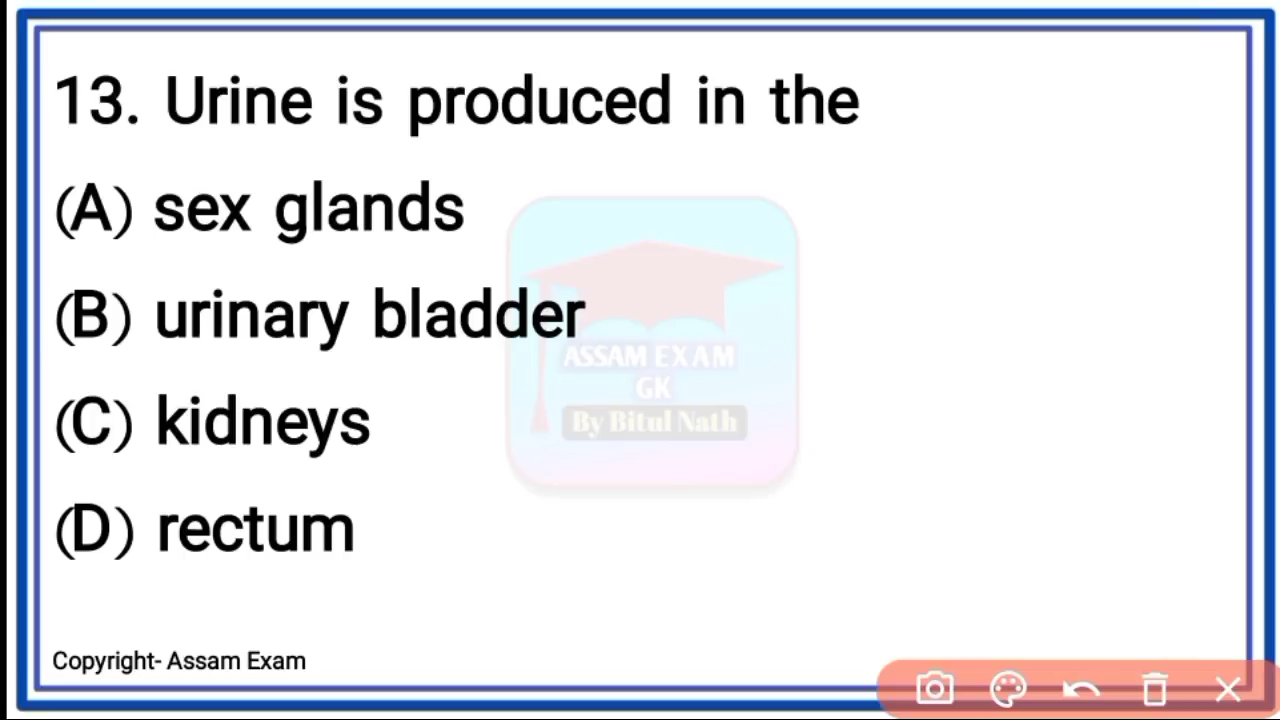 13. Urine is produced in the
(A) sex glands
(B) urinary bladder
(C) kidneys
(D) rectum
ASSAM EXAM
GK
By Bitul Nath
Copyright- Assam Exam